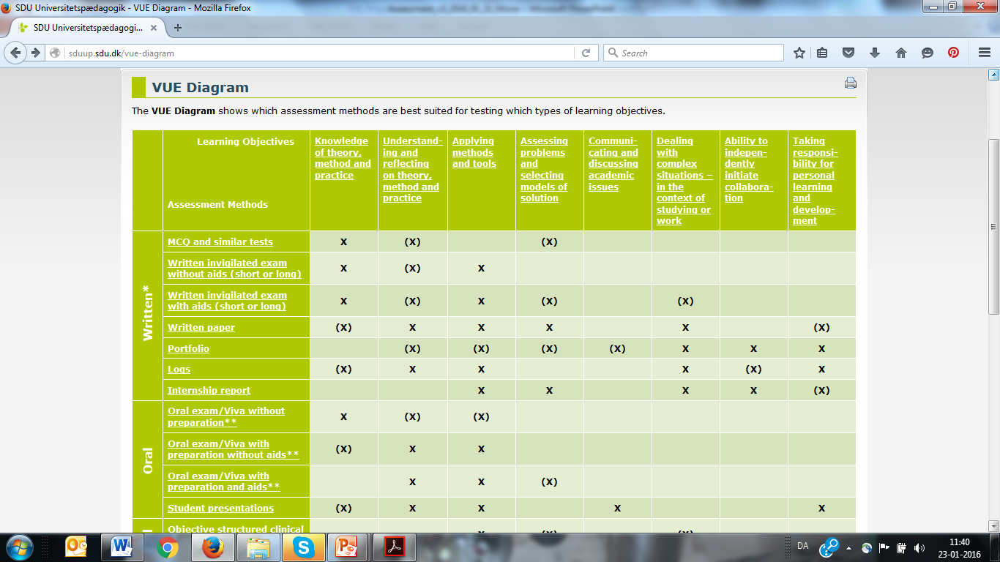 SDU Universitetspædagogik - VUE Diagram - Mozilla Firefox
SDU Universitetspædagogi...
sduup.sdu.dk/vue-diagram
Search
VUE Diagram
The VUE Diagram shows which assessment methods are best suited for testing which types of learning objectives.
Learning Objectives
Assessment Methods
Knowledge
of theory,
method and
practice
Understand-
ing and
reflecting
on theory,
method and
practice
Applying
methods
and tools
Assessing
problems
and
selecting
models of
solution
Communi-
cating and
discussing
academic
issues
Dealing
with
complex
situations –
in the
context of
studying or
work
Ability to
indepen-
dently
initiate
collabora-
tion
Taking
responsi-
bility for
personal
learning
and
develop-
ment
Written*
MCQ and similar tests X (X) (X)
Written invigilated exam
without aids (short or long) X (X) X
Written invigilated exam
with aids (short or long) X (X) X (X) (X)
Written paper (X) X X X X (X)
Portfolio (X) (X) (X) (X) X X X
Logs (X) X X X (X) X
Internship report X X X X (X)
Oral
Oral exam/Viva without
preparation** X (X) (X)
Oral exam/Viva with
preparation without aids** (X) X X
Oral exam/Viva with
preparation and aids** X X (X)
Student presentations (X) X X X X
Objective structured clinical
DA
11:40
23-01-2016